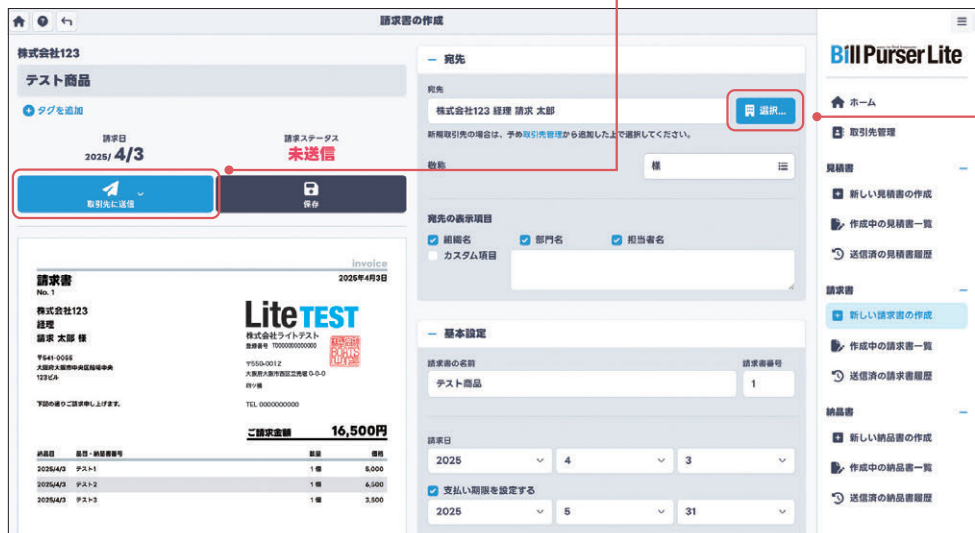 請求書の作成
株式会社123
テスト商品
タグを追加
請求日
2025/ 4/3
請求ステータス
未送信
取引先に送信
保存
invoice
請求書
2025年4月3日
No. 1
株式会社123
経理
請求 太郎 様
〒541-0055
大阪府大阪市中央区船場中央
123ビル
下記の通りご請求申し上げます。
LiteTEST
株式会社ライトテスト
登録番号 T0000000000000
〒550-0012
大阪府大阪市西区立売堀 0-0-0
四ツ橋
TEL 0000000000
ご請求金額 16,500円
納品日 品目・納品書番号 数量 価格
2025/4/3 テスト1 1 個 5,000
2025/4/3 テスト2 1 個 6,500
2025/4/3 テスト3 1 個 3,500
宛先
宛先
株式会社123 経理 請求 太郎
選択...
新規取引先の場合は、予め取引先管理から追加した上で選択してください。
敬称
様
宛先の表示項目
組織名 部門名 担当者名
カスタム項目
基本設定
請求書の名前 請求書番号
テスト商品 1
請求日
2025 4 3
支払い期限を設定する
2025 5 31
Bill Purser Lite
ホーム
取引先管理
見積書
新しい見積書の作成
作成中の見積書一覧
送信済の見積書履歴
請求書
新しい請求書の作成
作成中の請求書一覧
送信済の請求書履歴
納品書
新しい納品書の作成
作成中の納品書一覧
送信済の納品書履歴